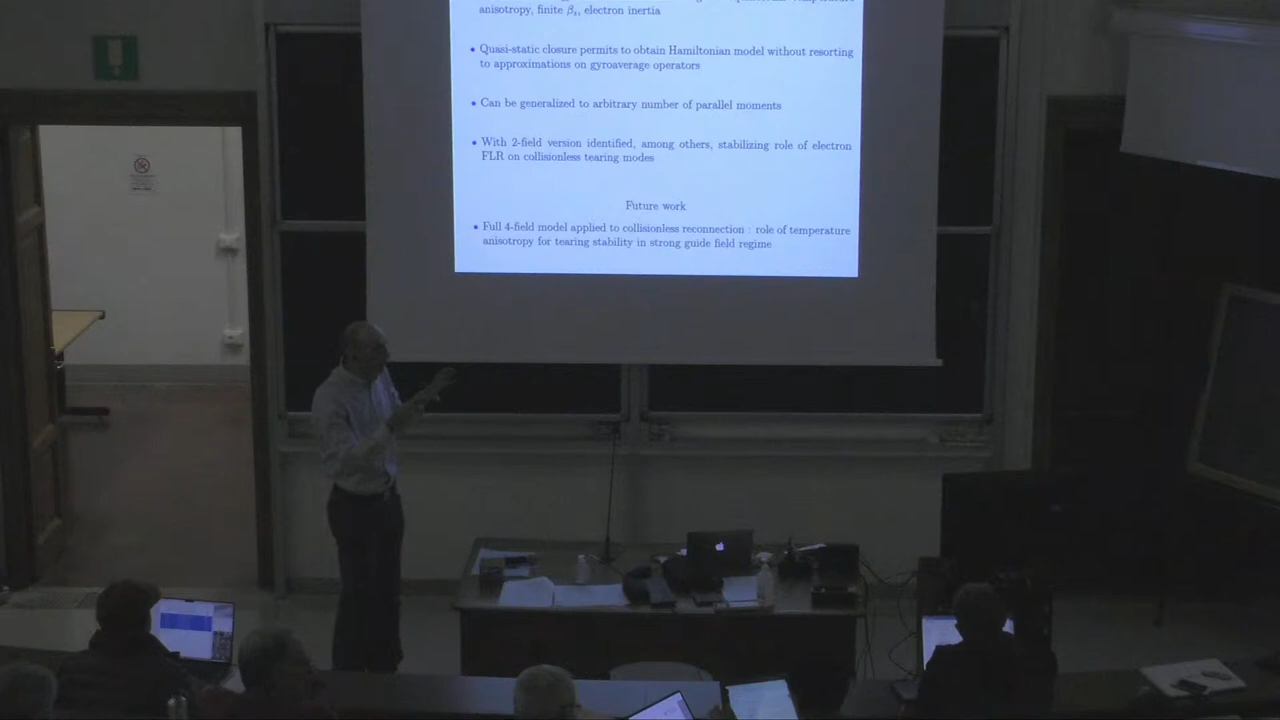 anisotropy, finite βₑ, electron inertia
• Quasi-static closure permits to obtain Hamiltonian model without resorting
to approximations on gyroaverage operators
• Can be generalized to arbitrary number of parallel moments
• With 2-field version identified, among others, stabilizing role of electron
FLR on collisionless tearing modes
Future work
• Full 4-field model applied to collisionless reconnection : role of temperature
anisotropy for tearing stability in strong guide field regime